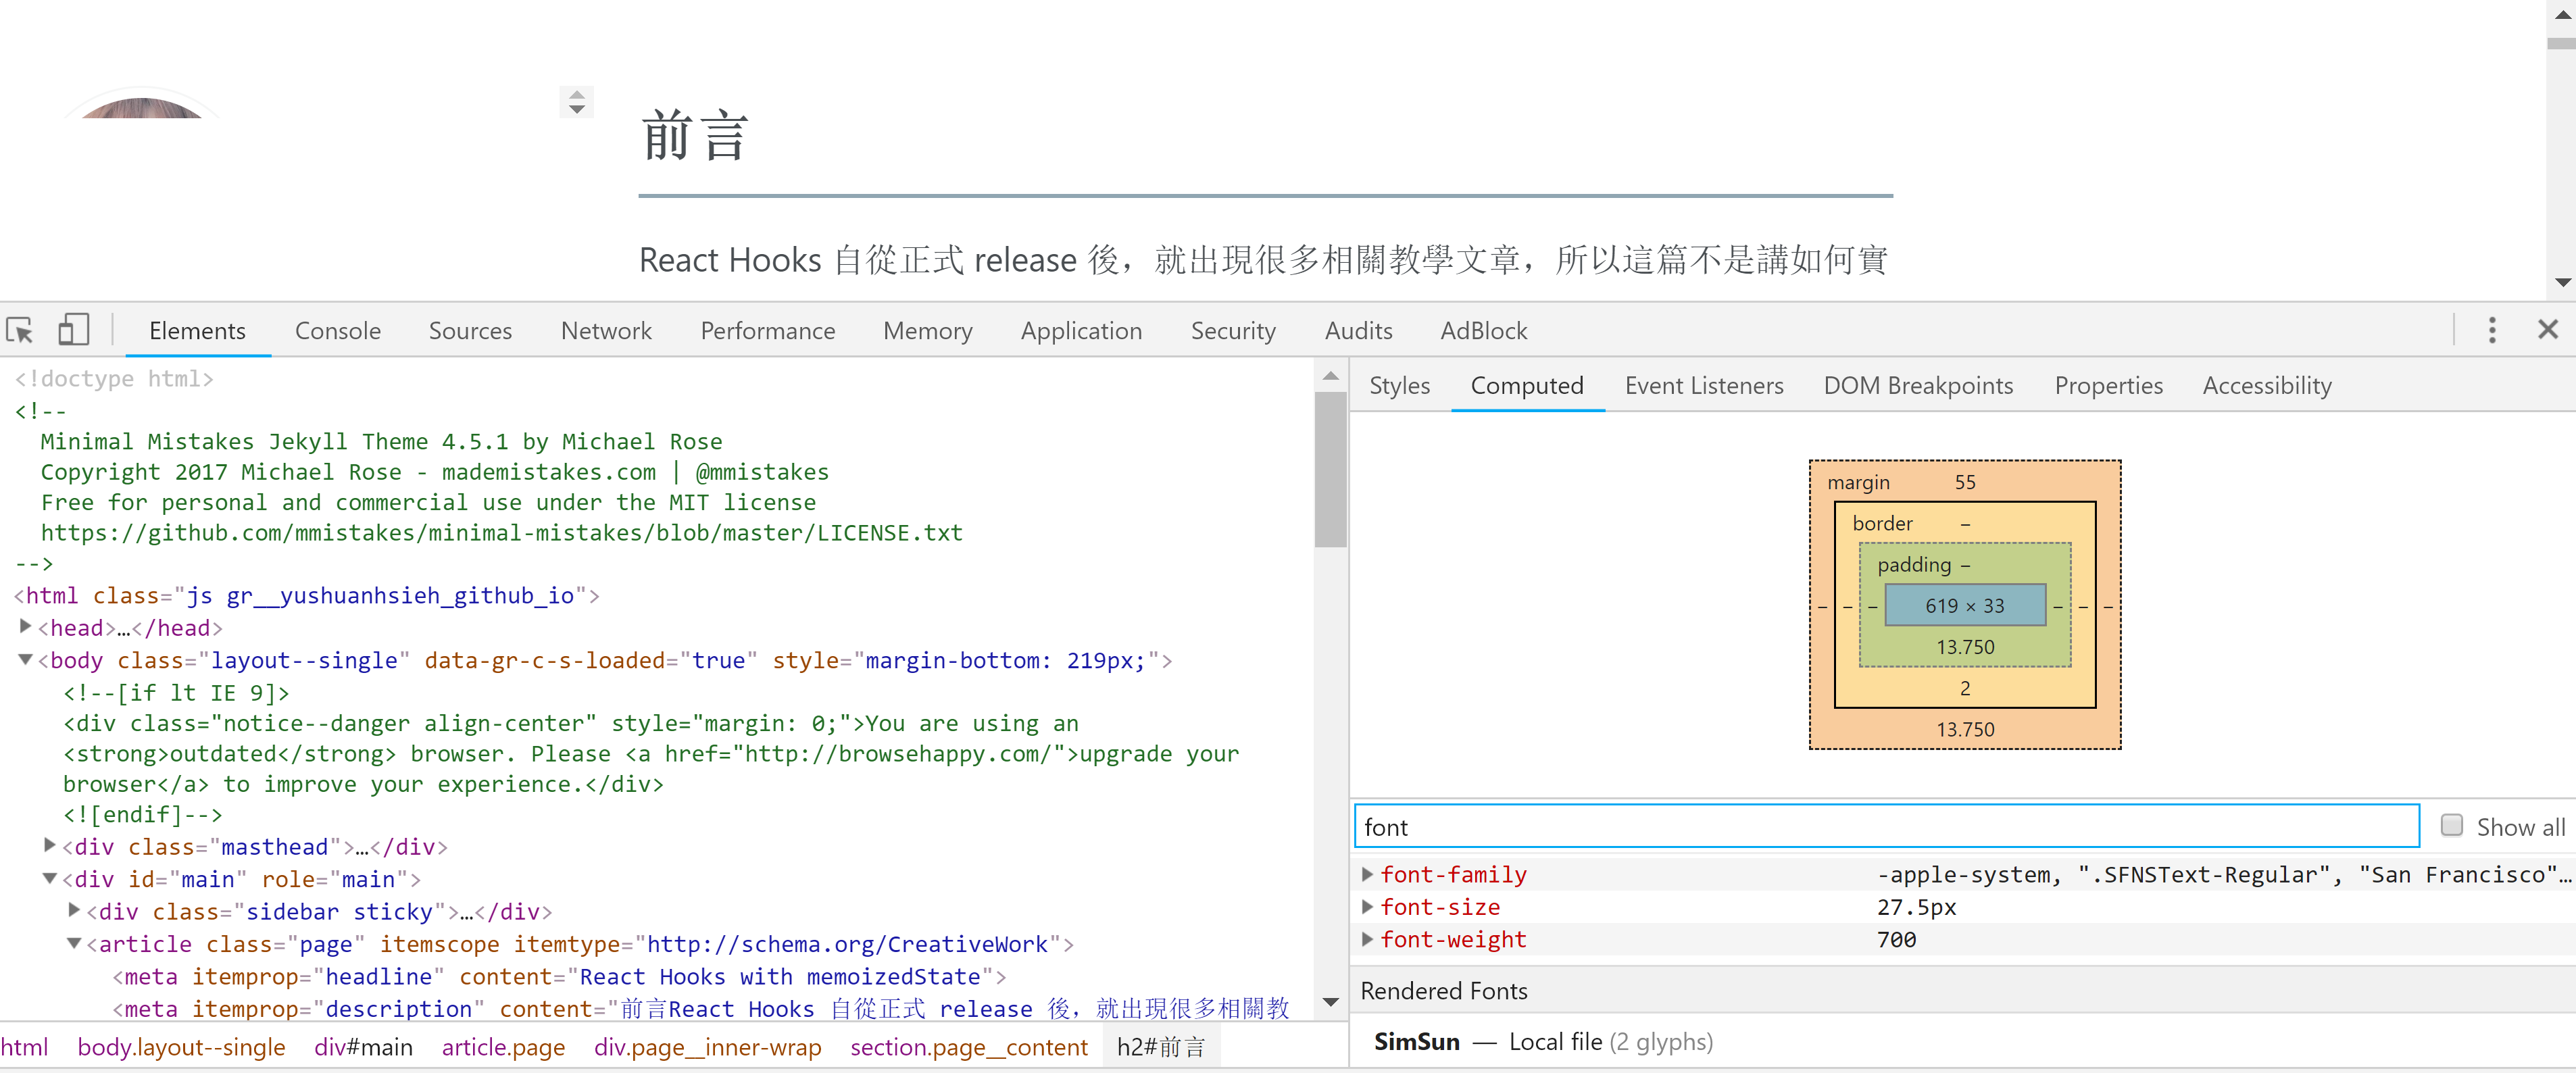 前言
React Hooks 自從正式 release 後，就出現很多相關教學文章，所以這篇不是講如何實
Elements Console Sources Network Performance Memory Application Security Audits AdBlock
<!doctype html>
<!--
Minimal Mistakes Jekyll Theme 4.5.1 by Michael Rose
Copyright 2017 Michael Rose - mademistakes.com | @mmistakes
Free for personal and commercial use under the MIT license
https://github.com/mmistakes/minimal-mistakes/blob/master/LICENSE.txt
-->
<html class="js gr__yushuanhsieh_github_io">
<head>…</head>
<body class="layout--single" data-gr-c-s-loaded="true" style="margin-bottom: 219px;">
<!--[if lt IE 9]>
<div class="notice--danger align-center" style="margin: 0;">You are using an
<strong>outdated</strong> browser. Please <a href="http://browsehappy.com/">upgrade your
browser</a> to improve your experience.</div>
<![endif]-->
<div class="masthead">…</div>
<div id="main" role="main">
<div class="sidebar sticky">…</div>
<article class="page" itemscope itemtype="http://schema.org/CreativeWork">
<meta itemprop="headline" content="React Hooks with memoizedState">
<meta itemprop="description" content="前言React Hooks 自從正式 release 後，就出現很多相關教
html body.layout--single div#main article.page div.page__inner-wrap section.page__content h2#前言
Styles Computed Event Listeners DOM Breakpoints Properties Accessibility
margin 55
border –
padding –
– – – 619 × 33 – – –
13.750
2
13.750
font Show all
font-family -apple-system, ".SFNSText-Regular", "San Francisco"…
font-size 27.5px
font-weight 700
Rendered Fonts
SimSun — Local file (2 glyphs)